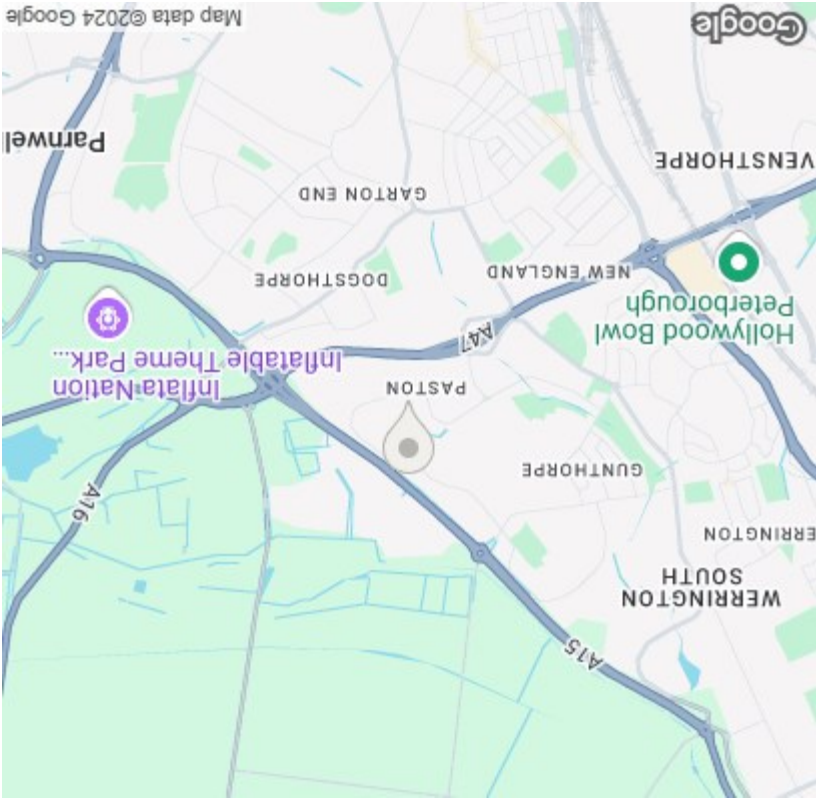 A15
WERRINGTON
SOUTH
ERRINGTON
A16
GUNTHORPE
PASTON
Inflata Nation
Inflatable Theme Park...
A47
Hollywood Bowl
Peterborough
DOGSTHORPE
NEW ENGLAND
GARTON END
VENSTHORPE
Parnwel
Google
Map data ©2024 Google